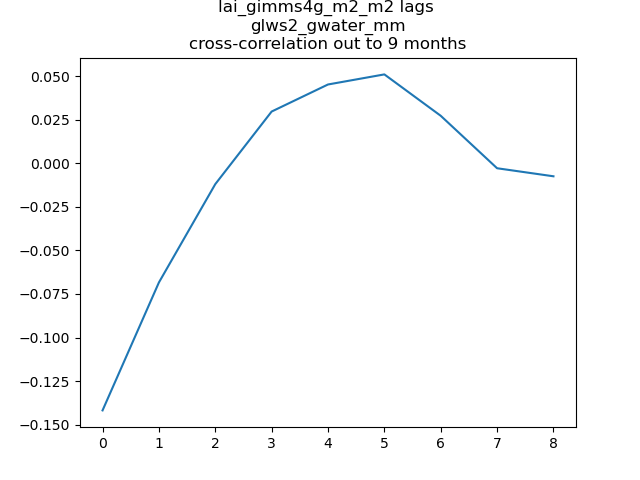 lai_gimms4g_m2_m2 lags
glws2_gwater_mm
cross-correlation out to 9 months
0.050
0.025
0.000
−0.025
−0.050
−0.075
−0.100
−0.125
−0.150
0 1 2 3 4 5 6 7 8